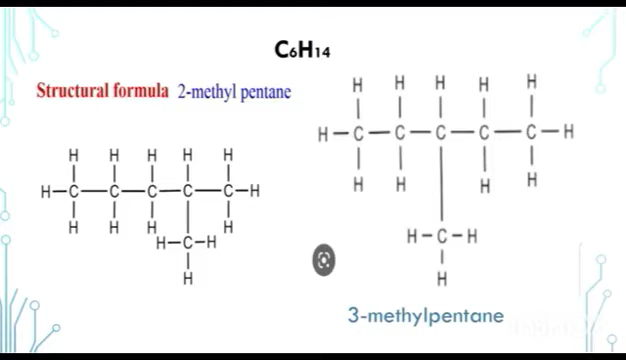 C₆H₁₄
Structural formula 2-methyl pentane
H H H H H
H-C-C-C-C-C-H
H H H H
H-C-H
H
H H H H H
H-C-C-C-C-C-H
H H H H
H-C-H
H
3-methylpentane